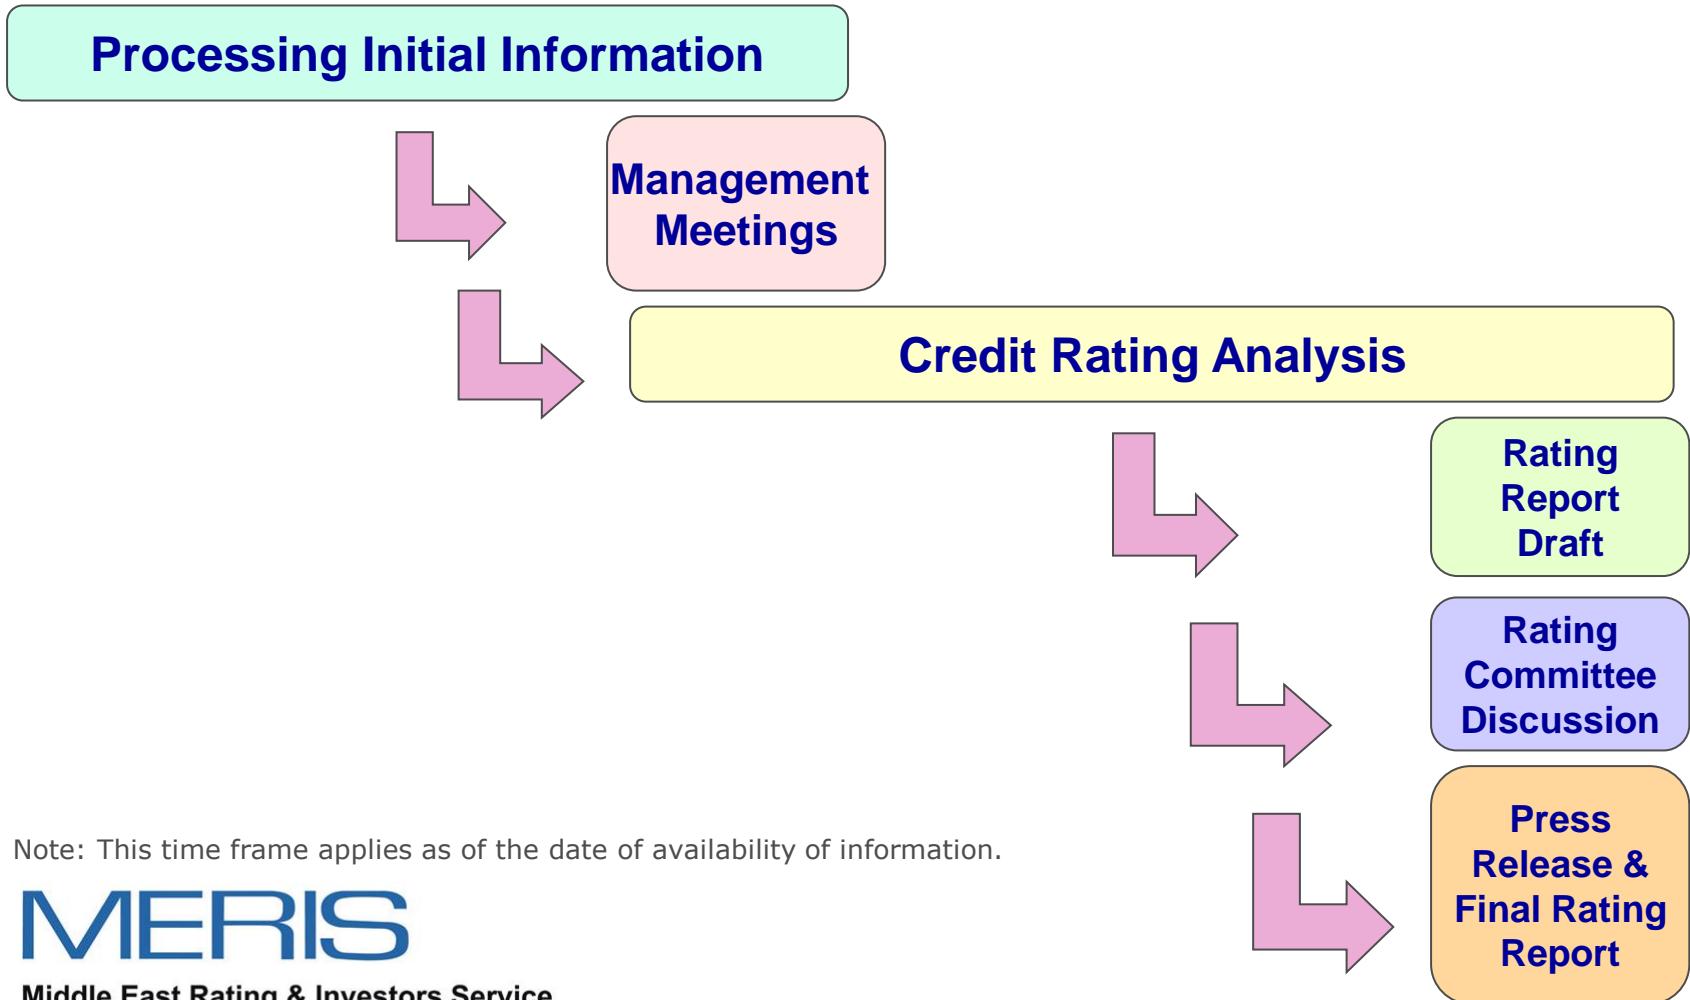 Processing Initial Information
Management
Meetings
Credit Rating Analysis
Rating
Report
Draft
Rating
Committee
Discussion
Press
Release &
Final Rating
Report
Note: This time frame applies as of the date of availability of information.
MERIS
Middle East Rating & Investors Service